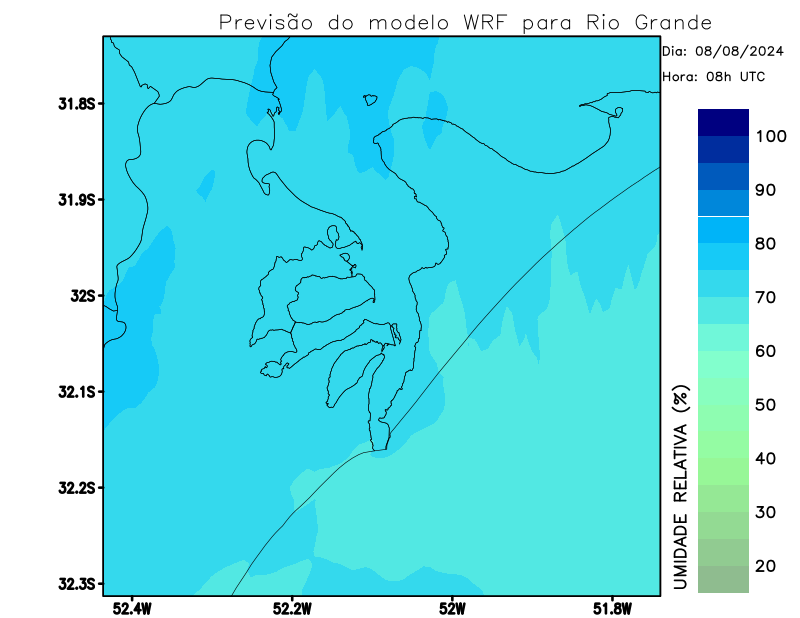 Previsão do modelo WRF para Rio Grande
Dia: 08/08/2024
Hora: 08h UTC
31.8S
31.9S
32S
32.1S
32.2S
32.3S
52.4W
52.2W
52W
51.8W
100
90
80
70
60
50
40
30
20
UMIDADE RELATIVA (%)